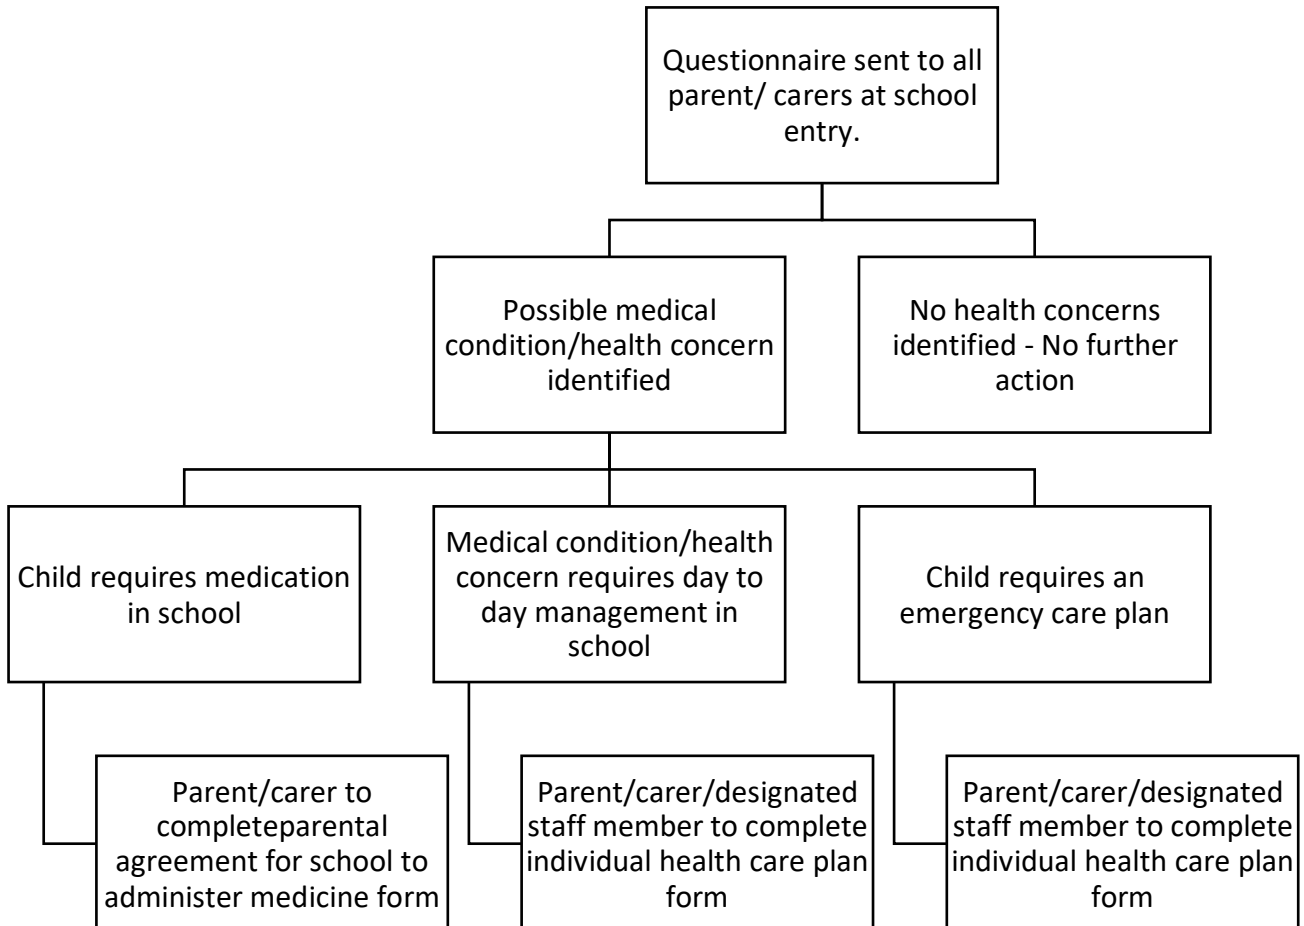 Questionnaire sent to all
parent/ carers at school
entry.
Possible medical
condition/health concern
identified
No health concerns
identified - No further
action
Child requires medication
in school
Medical condition/health
concern requires day to
day management in
school
Child requires an
emergency care plan
Parent/carer to
completeparental
agreement for school to
administer medicine form
Parent/carer/designated
staff member to complete
individual health care plan
form
Parent/carer/designated
staff member to complete
individual health care plan
form